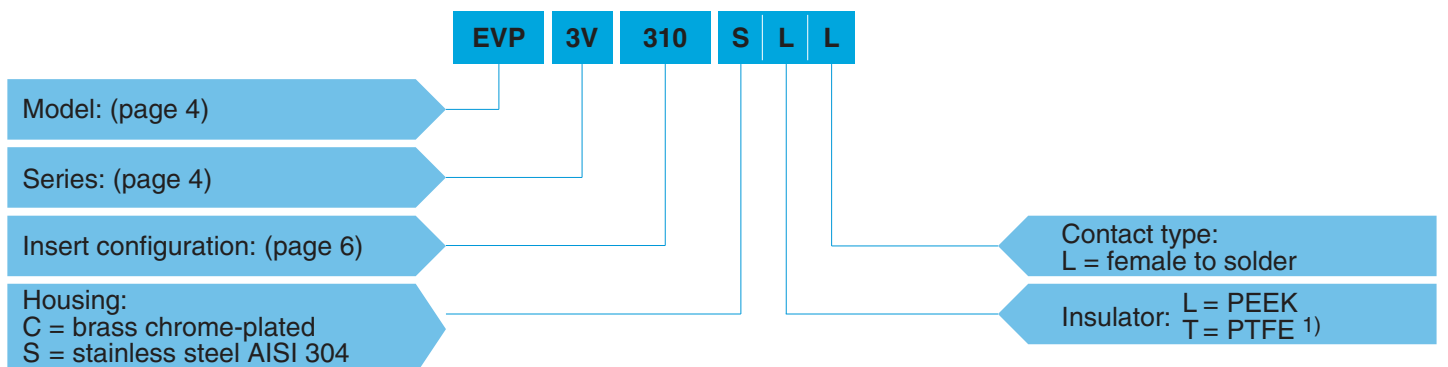 EVP 3V 310 S L L
Model: (page 4)
Series: (page 4)
Insert configuration: (page 6)
Housing:
C = brass chrome-plated
S = stainless steel AISI 304
Contact type:
L = female to solder
Insulator: L = PEEK
T = PTFE 1)